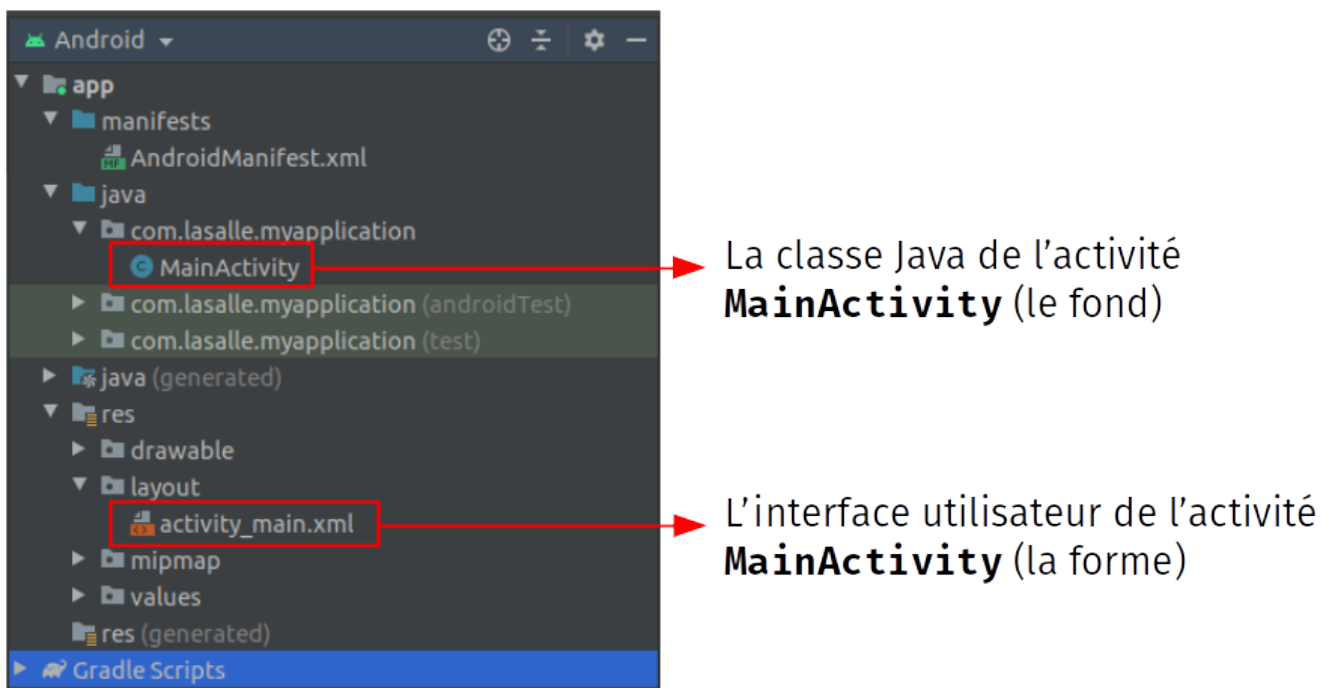 Android
app
manifests
MF AndroidManifest.xml
java
com.lasalle.myapplication
C MainActivity
com.lasalle.myapplication (androidTest)
com.lasalle.myapplication (test)
java (generated)
res
drawable
layout
<> activity_main.xml
mipmap
values
res (generated)
Gradle Scripts
La classe Java de l’activité
MainActivity (le fond)
L’interface utilisateur de l’activité
MainActivity (la forme)